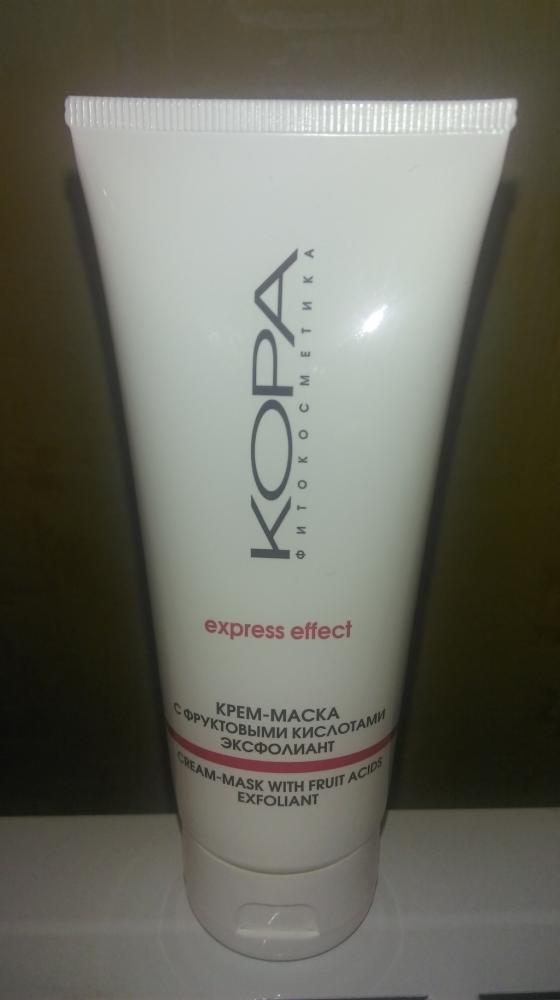 КОРА
ФИТОКОСМЕТИКА
express effect
КРЕМ-МАСКА
С ФРУКТОВЫМИ КИСЛОТАМИ
ЭКСФОЛИАНТ
CREAM-MASK WITH FRUIT ACIDS
EXFOLIANT